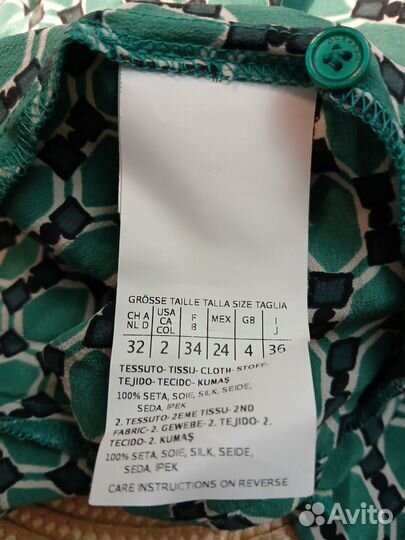 GRÖSSE TAILLE TALLA SIZE TAGLIA
CH A NL D | USA CA COL | F B | MEX | GB | I J
32 | 2 | 34 | 24 | 4 | 36
TESSUTO- TISSU- CLOTH- STOFF-
TEJIDO- TECIDO- KUMAŞ
100% SETA, SOIE, SILK, SEIDE,
SEDA, IPEK
2. TESSUTO-2EME TISSU-2ND
FABRIC-2. GEWEBE-2. TEJIDO- 2.
TECIDO-2. KUMAŞ
100% SETA, SOIE, SILK, SEIDE,
SEDA, IPEK
CARE INSTRUCTIONS ON REVERSE
Avito